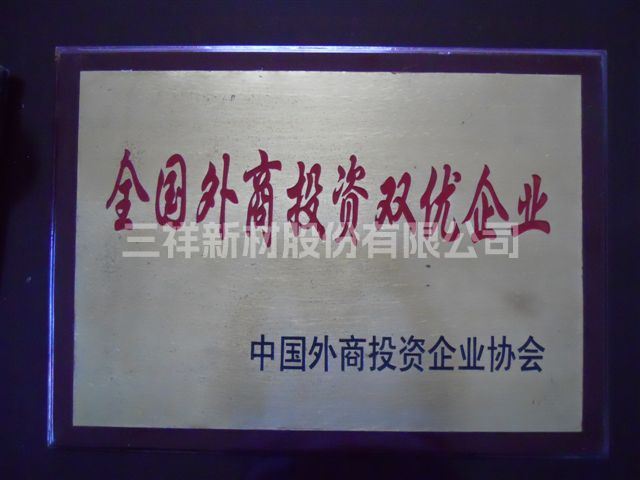 全国外商投资双优企业
三祥新材股份有限公司
中国外商投资企业协会